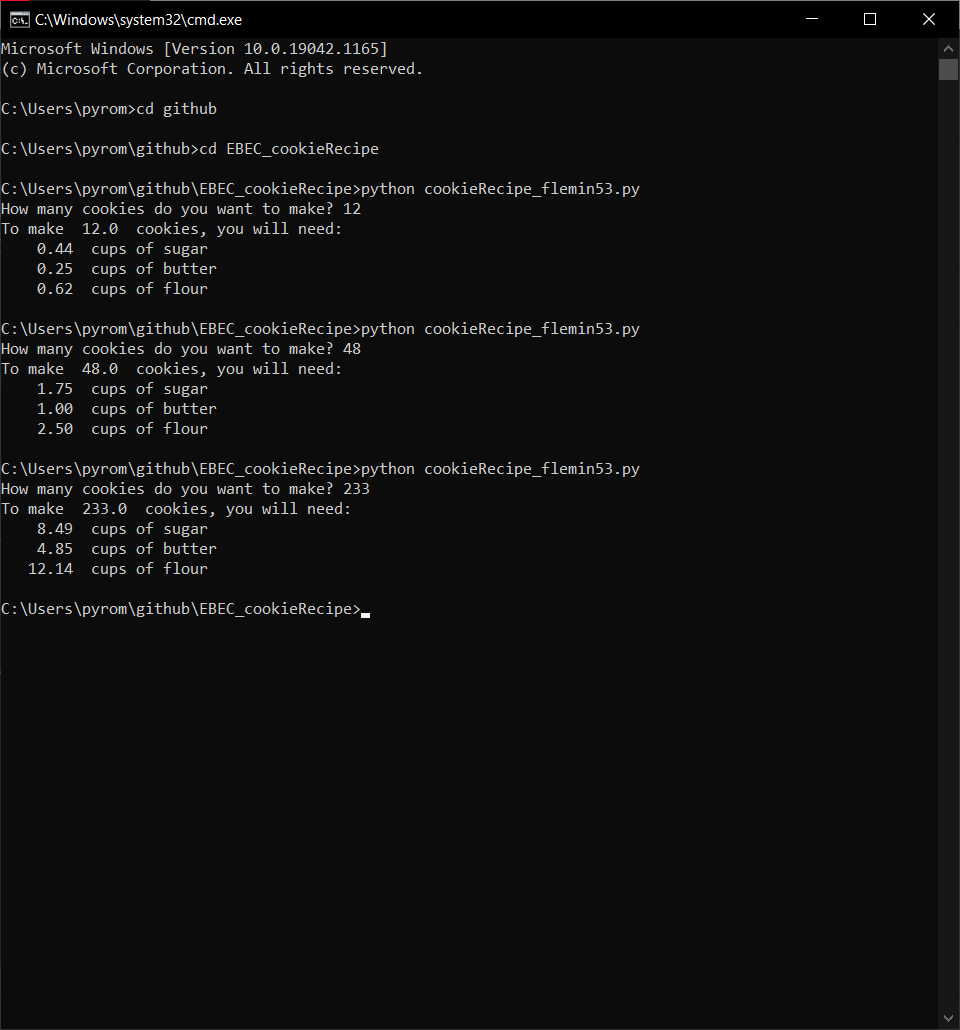 C:\Windows\system32\cmd.exe
Microsoft Windows [Version 10.0.19042.1165]
(c) Microsoft Corporation. All rights reserved.
C:\Users\pyrom>cd github
C:\Users\pyrom\github>cd EBEC_cookieRecipe
C:\Users\pyrom\github\EBEC_cookieRecipe>python cookieRecipe_flemin53.py
How many cookies do you want to make? 12
To make  12.0  cookies, you will need:
    0.44  cups of sugar
    0.25  cups of butter
    0.62  cups of flour
C:\Users\pyrom\github\EBEC_cookieRecipe>python cookieRecipe_flemin53.py
How many cookies do you want to make? 48
To make  48.0  cookies, you will need:
    1.75  cups of sugar
    1.00  cups of butter
    2.50  cups of flour
C:\Users\pyrom\github\EBEC_cookieRecipe>python cookieRecipe_flemin53.py
How many cookies do you want to make? 233
To make  233.0  cookies, you will need:
    8.49  cups of sugar
    4.85  cups of butter
   12.14  cups of flour
C:\Users\pyrom\github\EBEC_cookieRecipe>